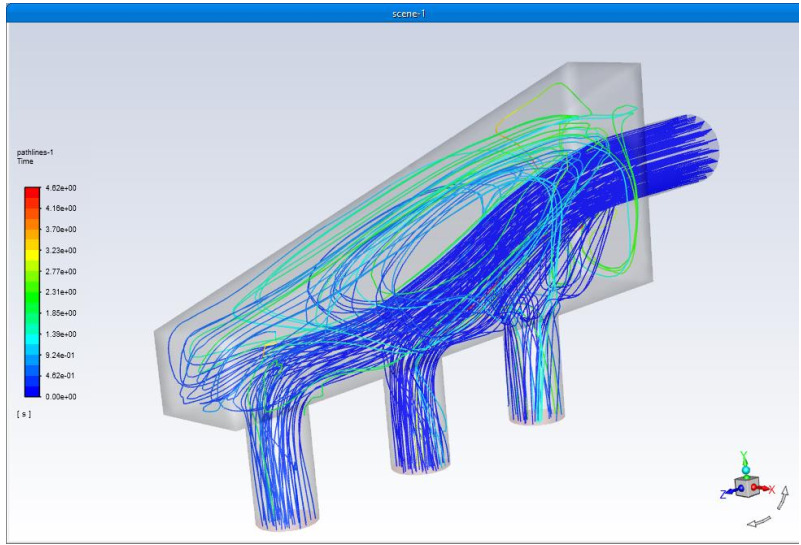 scene-1
pathlines-1
Time
4.62e+00
4.16e+00
3.70e+00
3.23e+00
2.77e+00
2.31e+00
1.85e+00
1.39e+00
9.24e-01
4.62e-01
0.00e+00
[ s ]
Y
Z
X